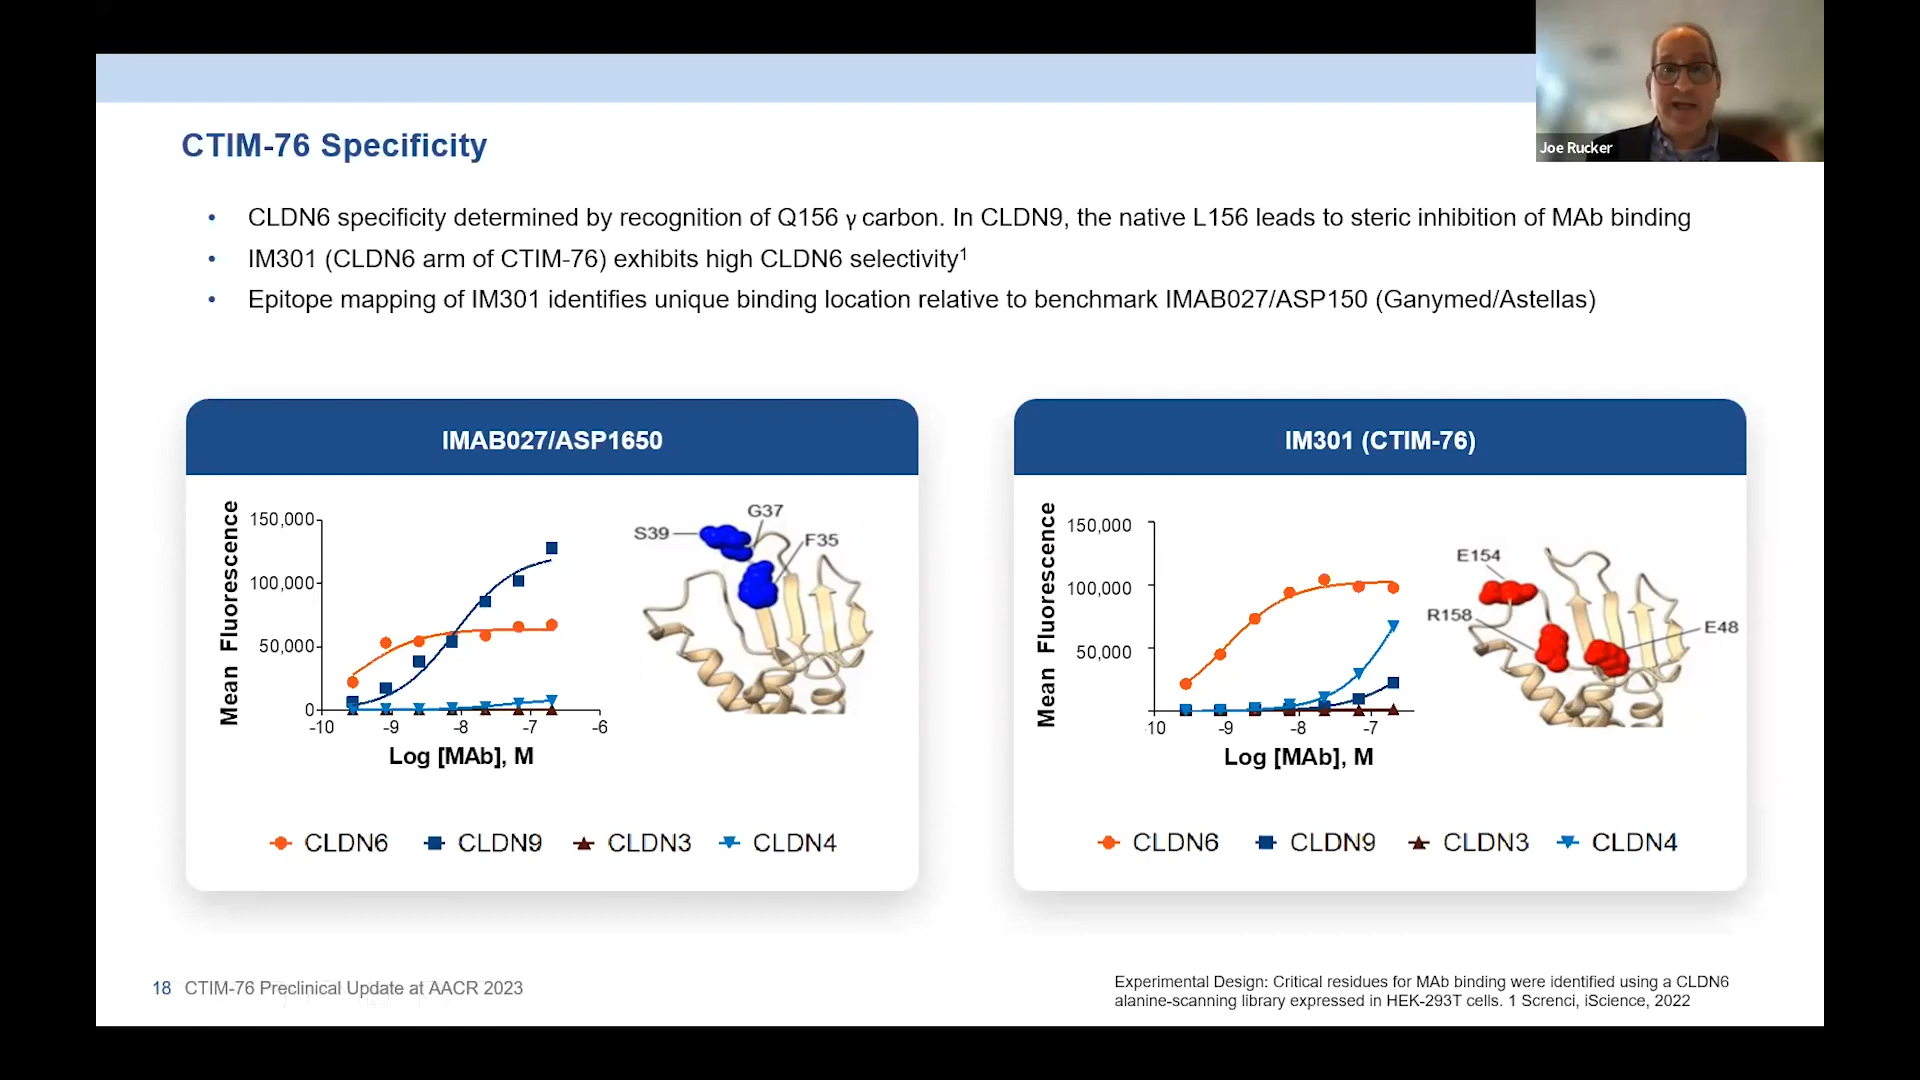 Joe Rucker
CTIM-76 Specificity
• CLDN6 specificity determined by recognition of Q156 γ carbon. In CLDN9, the native L156 leads to steric inhibition of MAb binding
• IM301 (CLDN6 arm of CTIM-76) exhibits high CLDN6 selectivity¹
• Epitope mapping of IM301 identifies unique binding location relative to benchmark IMAB027/ASP150 (Ganymed/Astellas)
IMAB027/ASP1650
Mean Fluorescence
150,000
100,000
50,000
0
-10 -9 -8 -7 -6
Log [MAb], M
G37
S39
F35
CLDN6 CLDN9 CLDN3 CLDN4
IM301 (CTIM-76)
Mean Fluorescence
150,000
100,000
50,000
10 -9 -8 -7
Log [MAb], M
E154
R158
E48
CLDN6 CLDN9 CLDN3 CLDN4
18 CTIM-76 Preclinical Update at AACR 2023
Experimental Design: Critical residues for MAb binding were identified using a CLDN6
alanine-scanning library expressed in HEK-293T cells. 1 Screnci, iScience, 2022